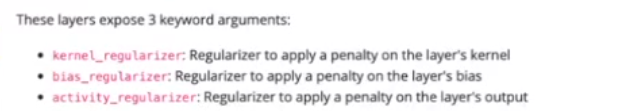 These layers expose 3 keyword arguments:
• kernel_regularizer: Regularizer to apply a penalty on the layer's kernel
• bias_regularizer: Regularizer to apply a penalty on the layer's bias
• activity_regularizer: Regularizer to apply a penalty on the layer's output